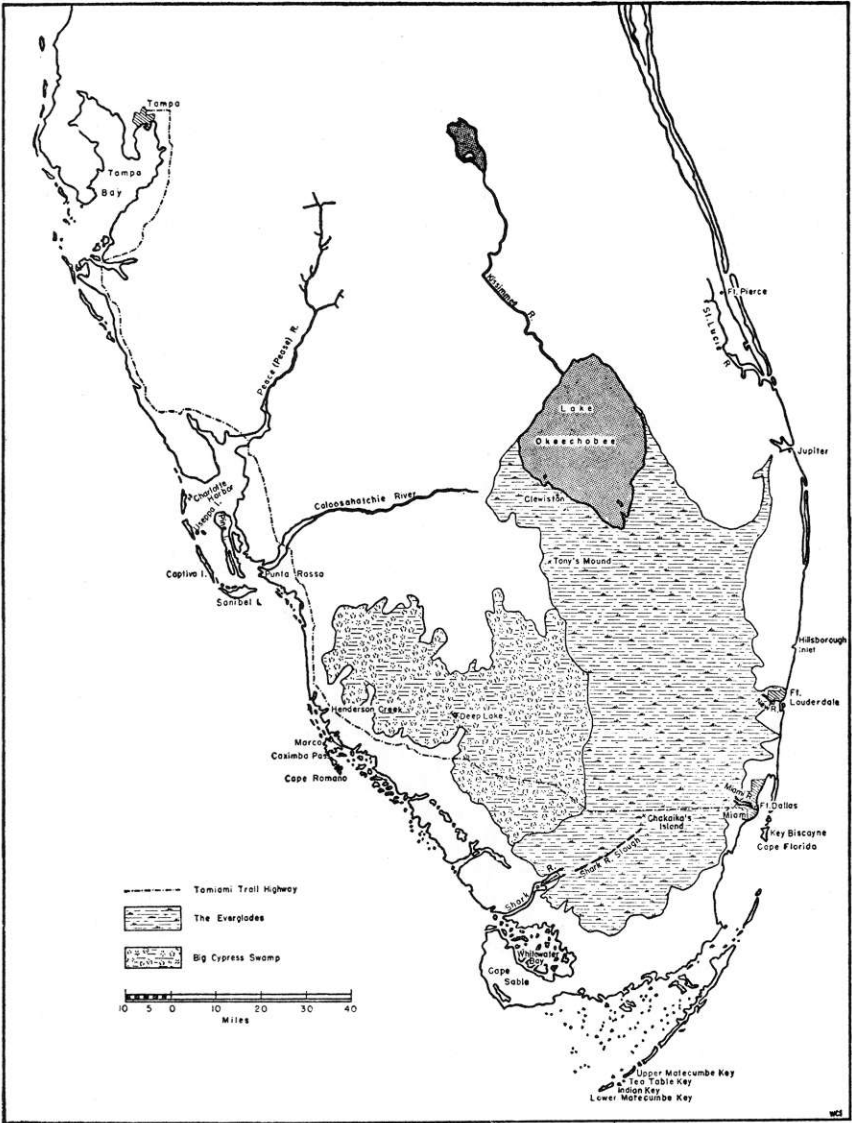 Tampa
Tampa
Bay
Kissimmee R.
Ft. Pierce
St. Lucie R.
Peace (Pease) R.
Lake
Okeechobee
Jupiter
Charlotte
Harbor
Useppa I.
Clewiston
Caloosahatchie River
Captiva I.
Punta Rassa
Sanibel I.
Tony's Mound
Hillsborough
Inlet
Ft.
Louderdale
New R.
Henderson Creek
Deep Lake
Marco
Caximba Pass
Cape Romano
Miami R.
Ft. Dallas
Miami
Chakaika's
Island
Key Biscayne
Cape Florida
Shark R. Slough
Shark R.
Whitewater
Bay
Cape
Sable
Tamiami Trail Highway
The Everglades
Big Cypress Swamp
10 5 0 10 20 30 40
Miles
Upper Matecumbe Key
Tea Table Key
Indian Key
Lower Matecumbe Key
WCS